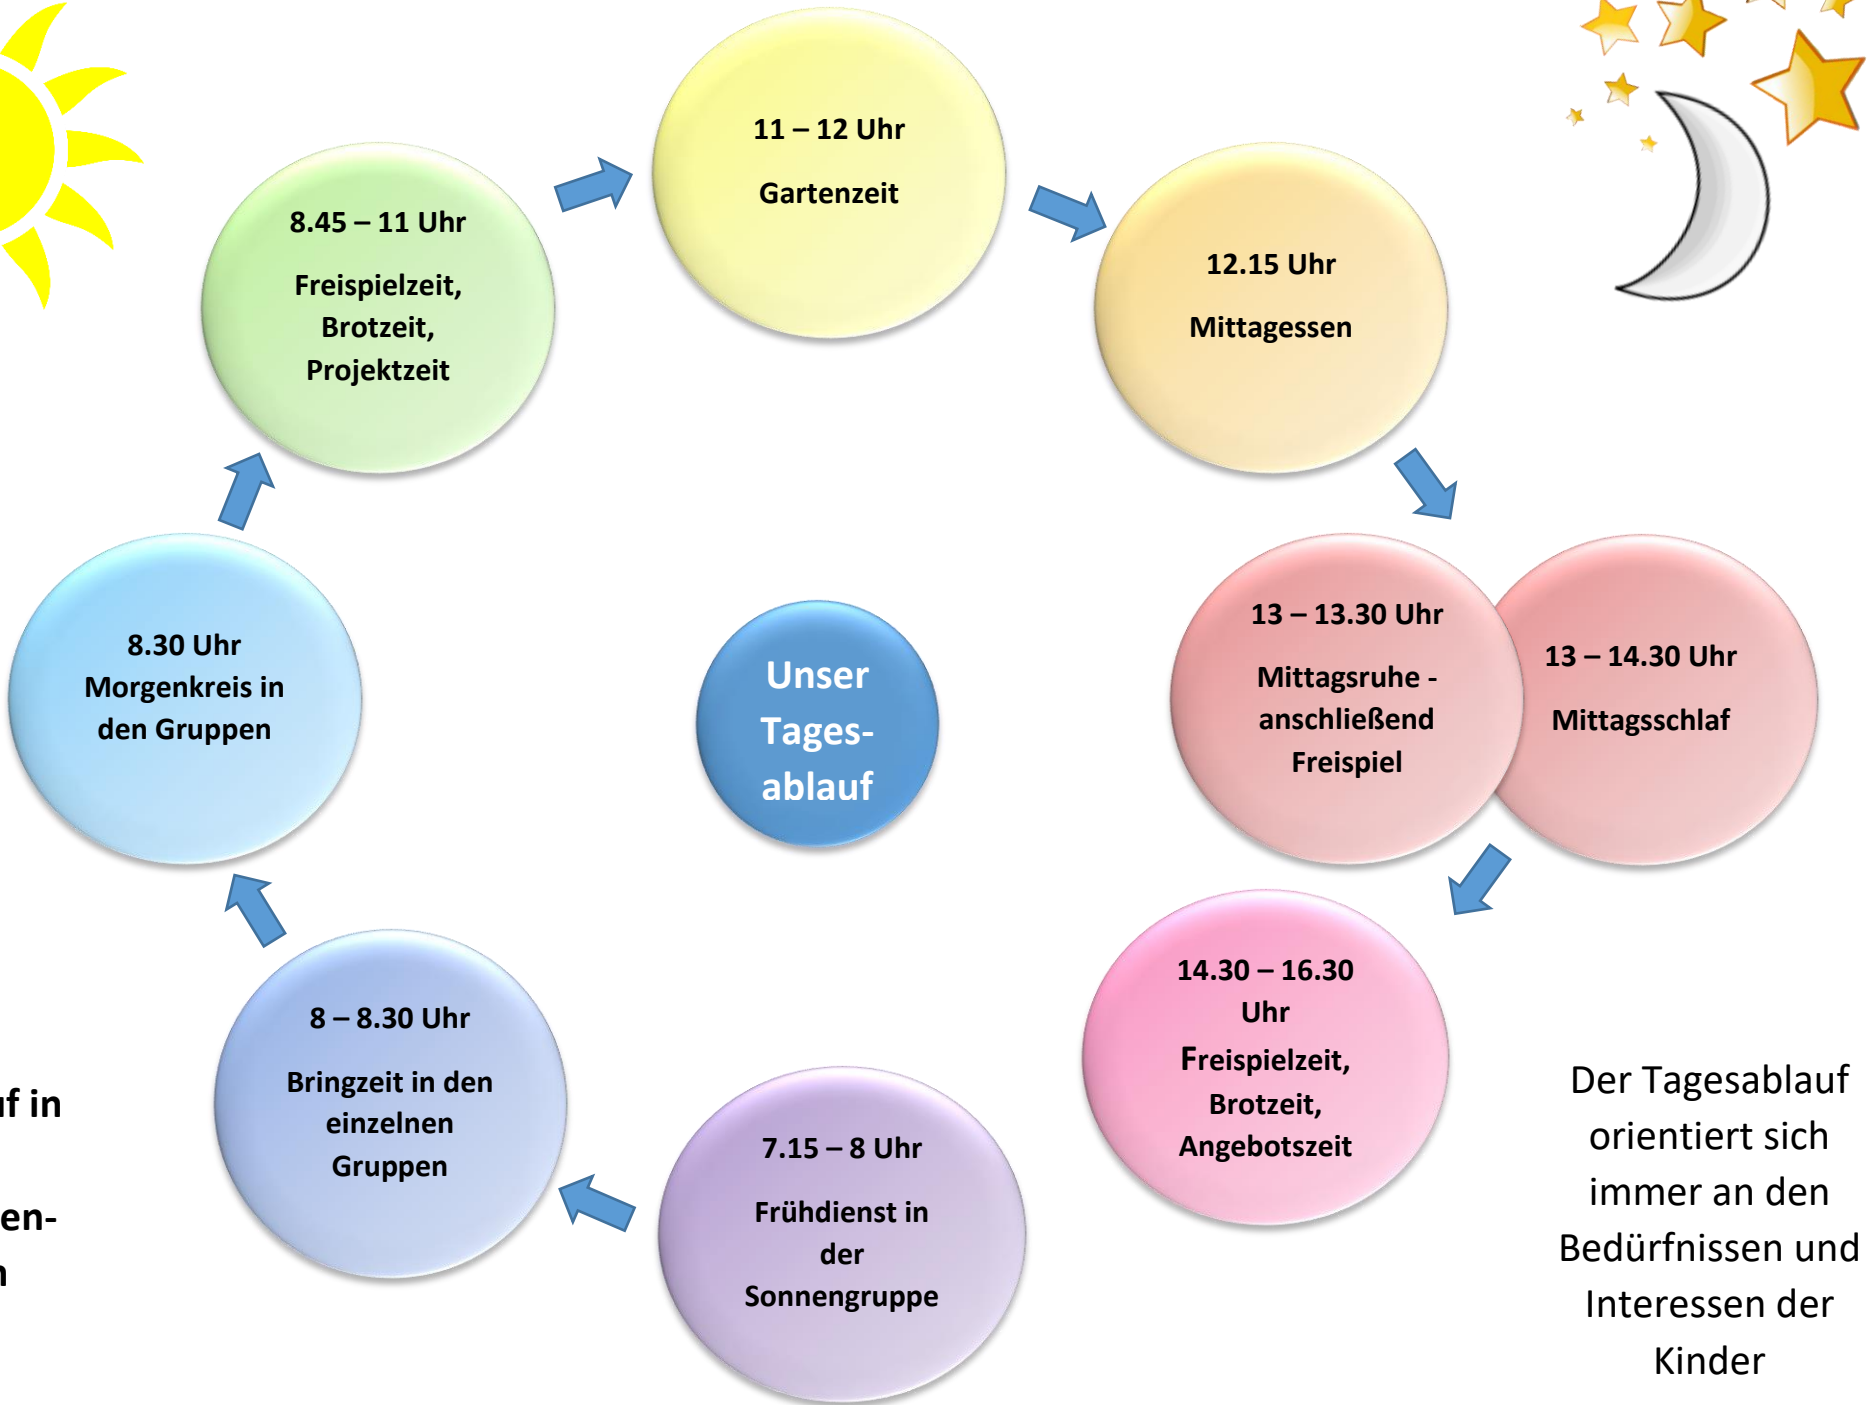 11 – 12 Uhr
Gartenzeit
8.45 – 11 Uhr
Freispielzeit,
Brotzeit,
Projektzeit
12.15 Uhr
Mittagessen
8.30 Uhr
Morgenkreis in
den Gruppen
Unser
Tages-
ablauf
13 – 13.30 Uhr
Mittagsruhe -
anschließend
Freispiel
13 – 14.30 Uhr
Mittagsschlaf
8 – 8.30 Uhr
Bringzeit in den
einzelnen
Gruppen
7.15 – 8 Uhr
Frühdienst in
der
Sonnengruppe
14.30 – 16.30
Uhr
Freispielzeit,
Brotzeit,
Angebotszeit
in
Der Tagesablauf
orientiert sich
immer an den
Bedürfnissen und
Interessen der
Kinder